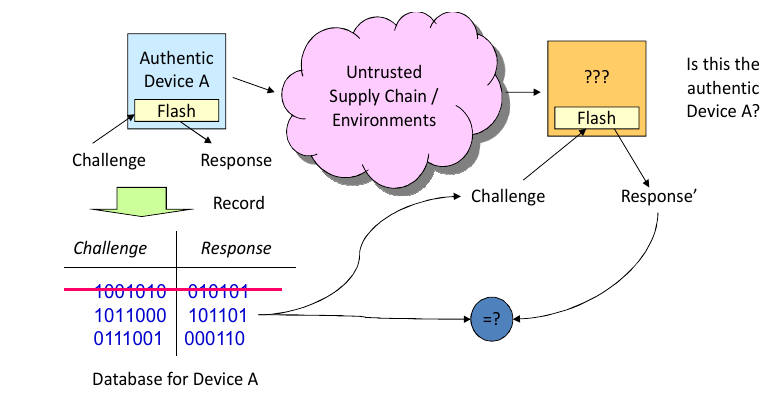 Authentic
Device A
Flash
Challenge
Response
Untrusted
Supply Chain /
Environments
???
Flash
Is this the
authentic
Device A?
Challenge
Response’
Record
Challenge Response
1001010 010101
1011000 101101
0111001 000110
=?
Database for Device A